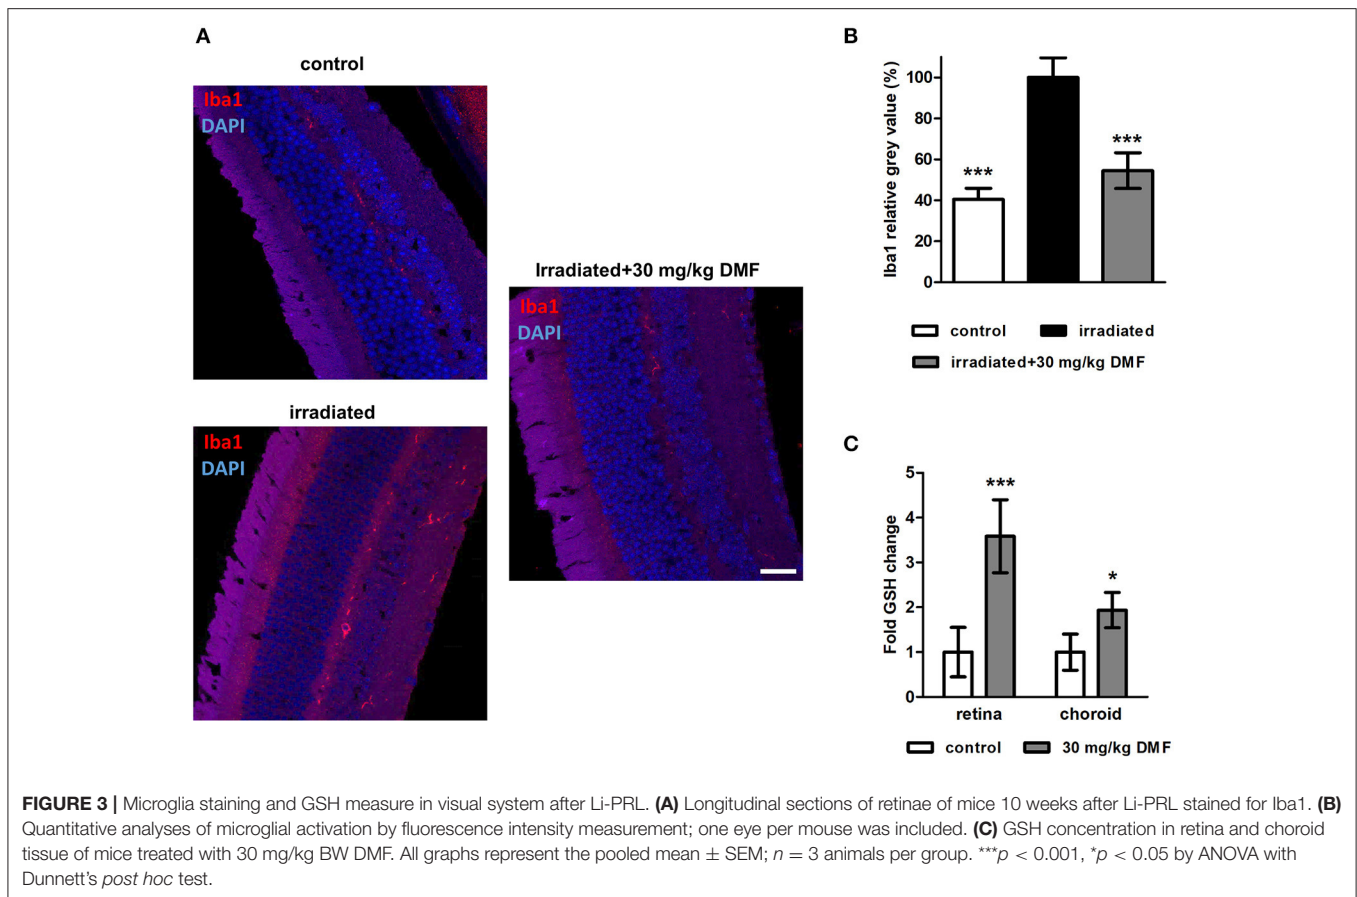 A
control
Iba1
DAPI
irradiated
Iba1
DAPI
Irradiated+30 mg/kg DMF
Iba1
DAPI
B
Iba1 relative grey value (%)
100
80
60
40
20
0
***
***
control
irradiated
irradiated+30 mg/kg DMF
C
Fold GSH change
5
4
3
2
1
0
***
*
retina
choroid
control
30 mg/kg DMF
FIGURE 3 | Microglia staining and GSH measure in visual system after Li-PRL. (A) Longitudinal sections of retinae of mice 10 weeks after Li-PRL stained for Iba1. (B)
Quantitative analyses of microglial activation by fluorescence intensity measurement; one eye per mouse was included. (C) GSH concentration in retina and choroid
tissue of mice treated with 30 mg/kg BW DMF. All graphs represent the pooled mean ± SEM; n = 3 animals per group. ***p < 0.001, *p < 0.05 by ANOVA with
Dunnett's post hoc test.